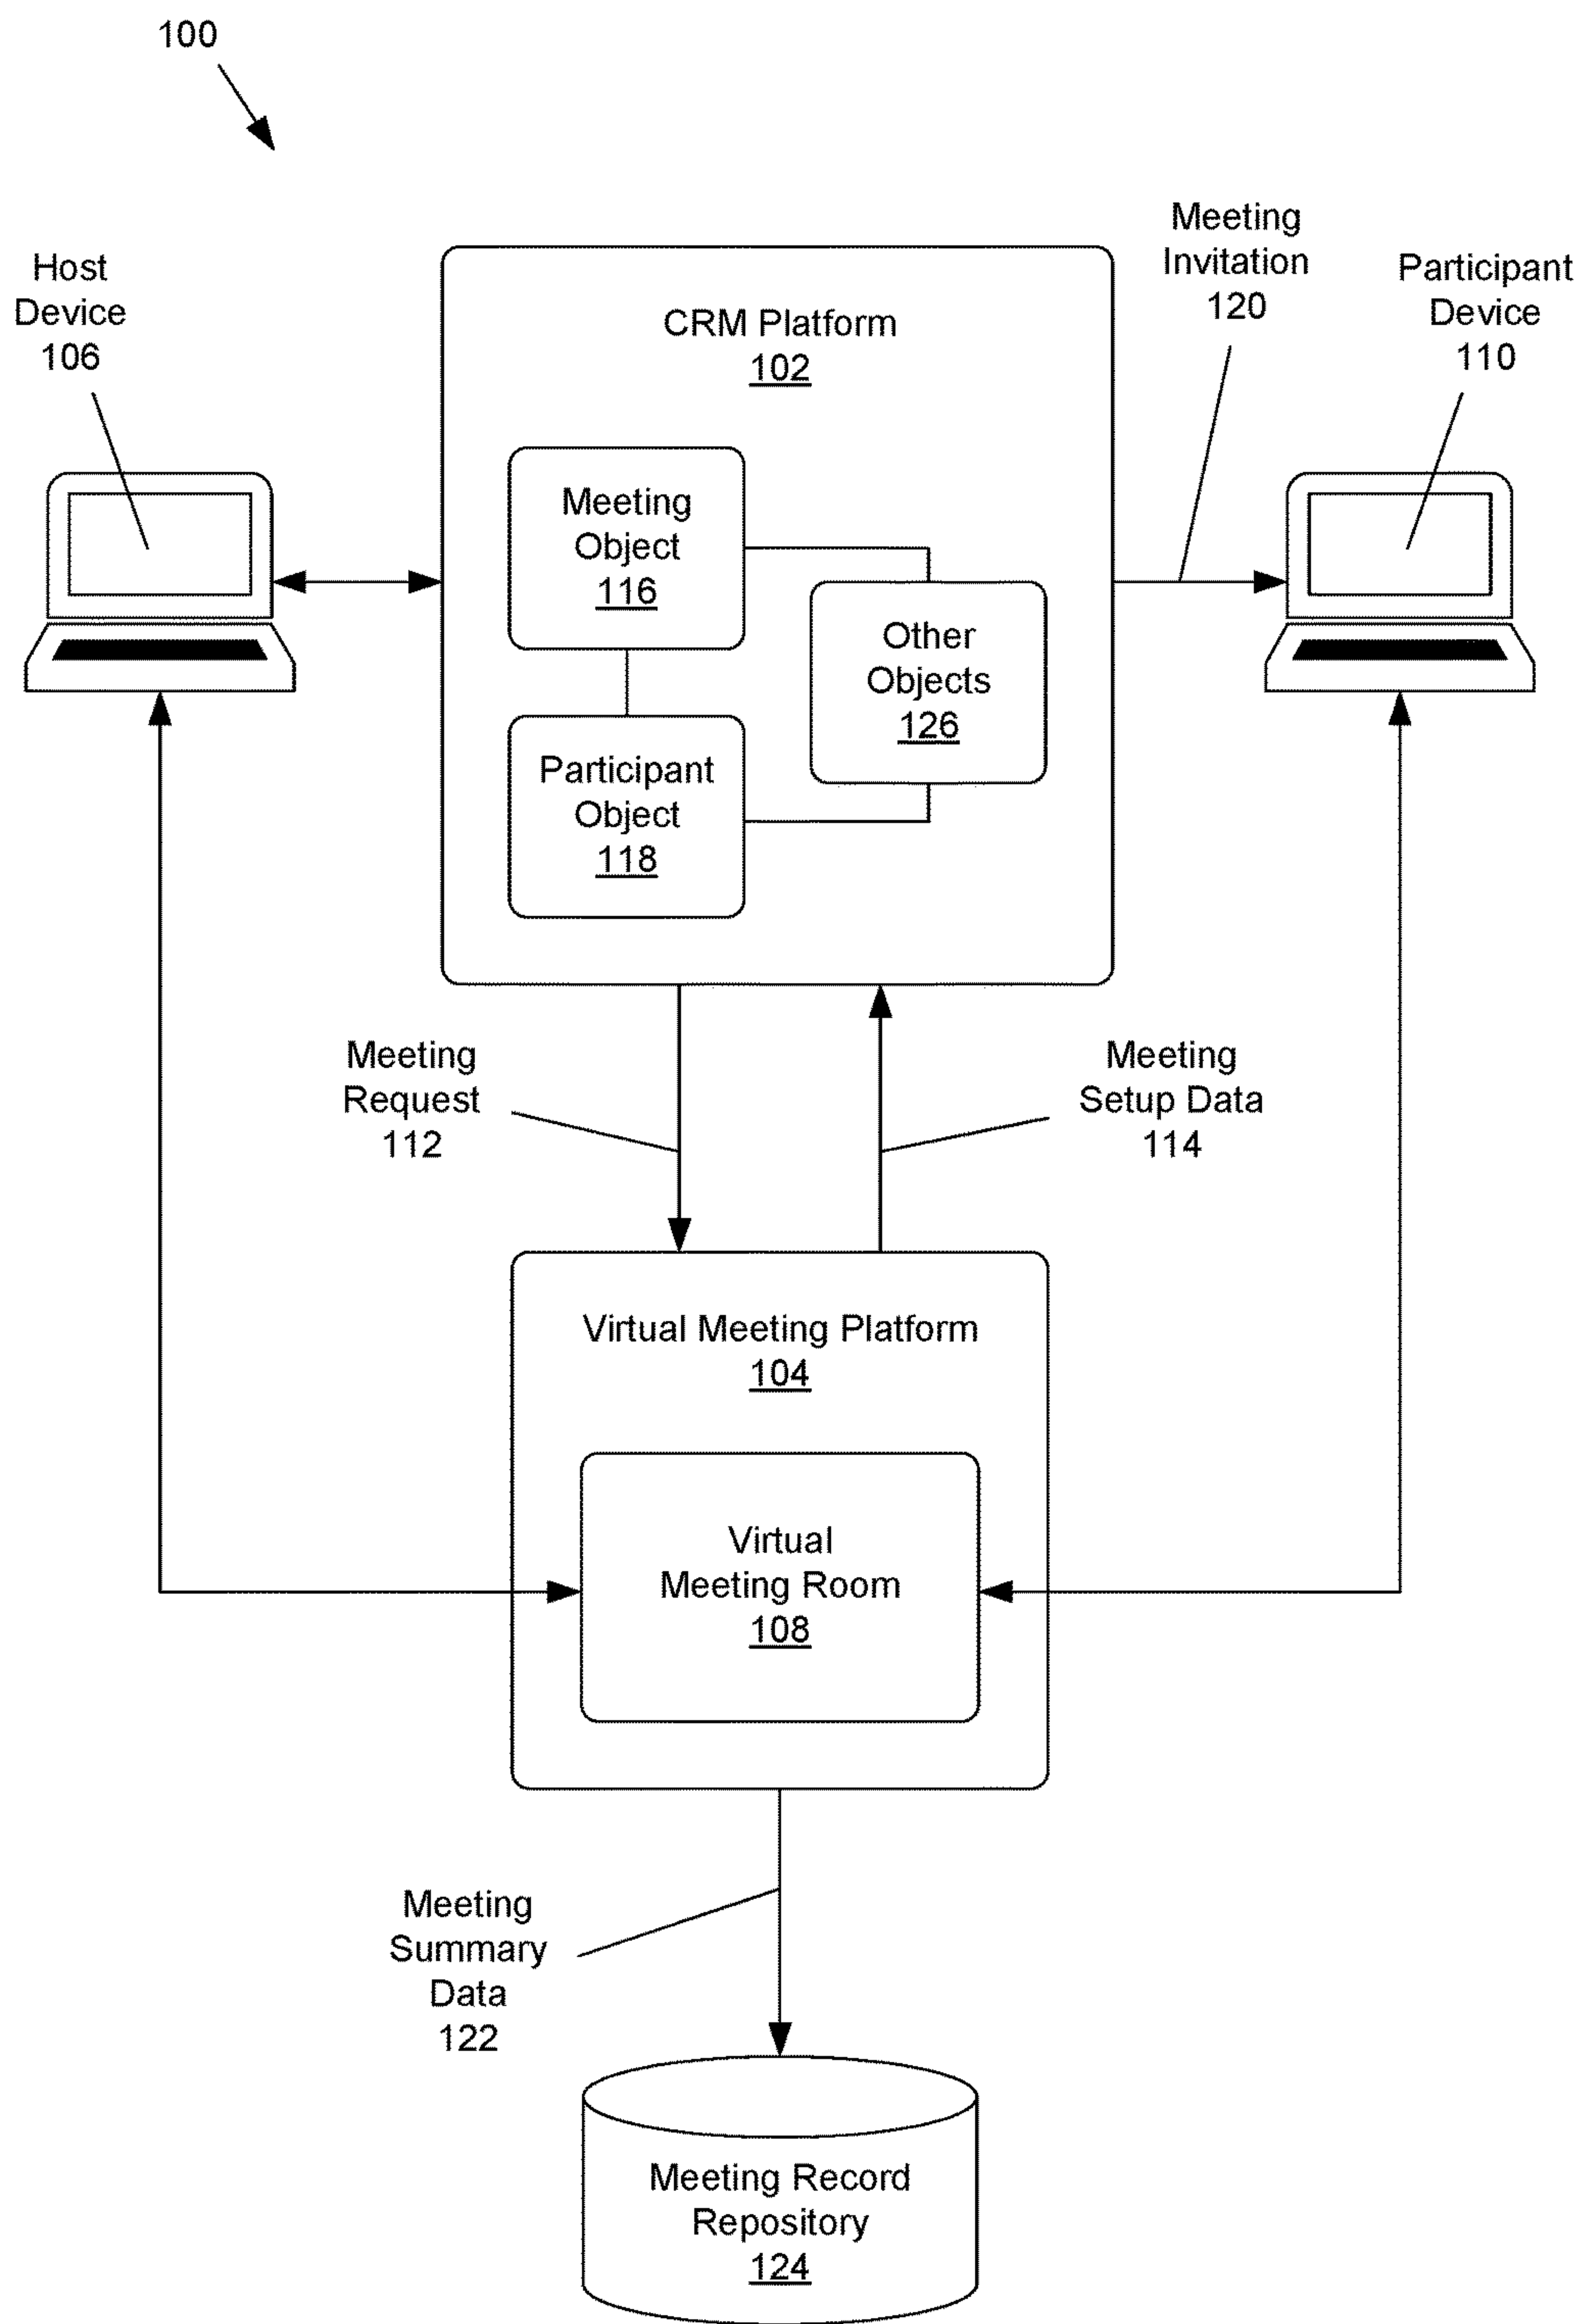 100
Host
Device
106
CRM Platform
102
Meeting
Invitation
120
Participant
Device
110
Meeting
Object
116
Other
Objects
126
Participant
Object
118
Meeting
Request
112
Meeting
Setup Data
114
Virtual Meeting Platform
104
Virtual
Meeting Room
108
Meeting
Summary
Data
122
Meeting Record
Repository
124